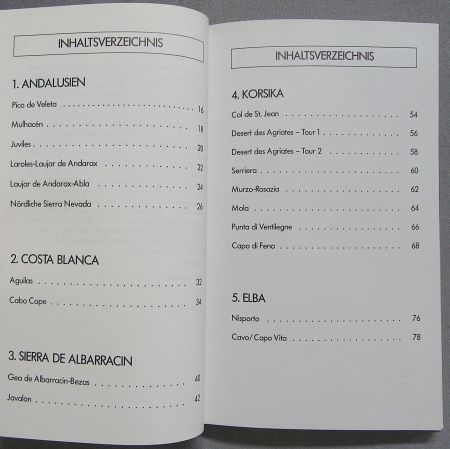 INHALTSVERZEICHNIS
1. ANDALUSIEN
Pico de Veleta 16
Mulhacén 18
Juviles 20
Laroles-Laujar de Andarax 22
Laujar de Andarax-Abla 24
Nördliche Sierra Nevada 26
2. COSTA BLANCA
Aguilas 32
Cabo Cope 34
3. SIERRA DE ALBARRACIN
Gea de Albarracin-Bezas 40
Javalon 42
INHALTSVERZEICHNIS
4. KORSIKA
Col de St. Jean 54
Desert des Agriates – Tour 1 56
Desert des Agriates – Tour 2 58
Serriera 60
Murzo-Rosazia 62
Mola 64
Punta di Ventilegne 66
Capo di Feno 68
5. ELBA
Nisporto 76
Cavo/Capo Vita 78